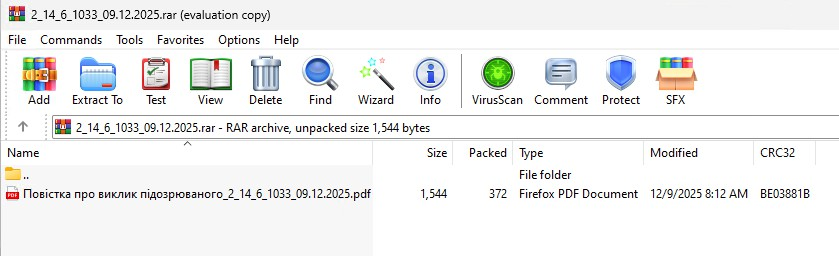 2_14_6_1033_09.12.2025.rar (evaluation copy)
File Commands Tools Favorites Options Help
Add Extract To Test View Delete Find Wizard Info VirusScan Comment Protect SFX
2_14_6_1033_09.12.2025.rar - RAR archive, unpacked size 1,544 bytes
Name Size Packed Type Modified CRC32
.. File folder
Повістка про виклик підозрюваного_2_14_6_1033_09.12.2025.pdf 1,544 372 Firefox PDF Document 12/9/2025 8:12 AM BE03881B